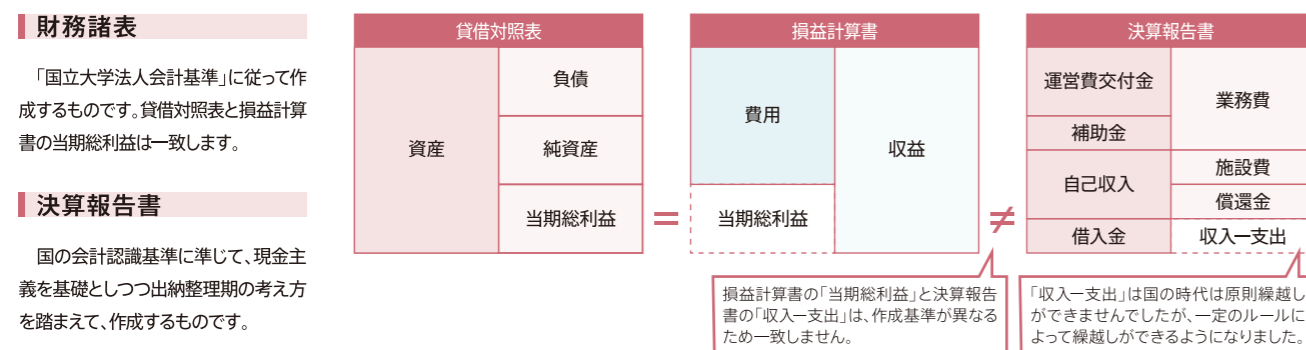 財務諸表
「国立大学法人会計基準」に従って作
成するものです。貸借対照表と損益計算
書の当期総利益は一致します。
決算報告書
国の会計認識基準に準じて、現金主
義を基礎としつつ出納整理期の考え方
を踏まえて、作成するものです。
貸借対照表
資産
負債
純資産
当期総利益
=
損益計算書
費用
当期総利益
収益
≠
決算報告書
運営費交付金
補助金
自己収入
借入金
業務費
施設費
償還金
収入ー支出
損益計算書の「当期総利益」と決算報告
書の「収入ー支出」は、作成基準が異なる
ため一致しません。
「収入ー支出」は国の時代は原則繰越し
ができませんでしたが、一定のルールに
よって繰越しができるようになりました。